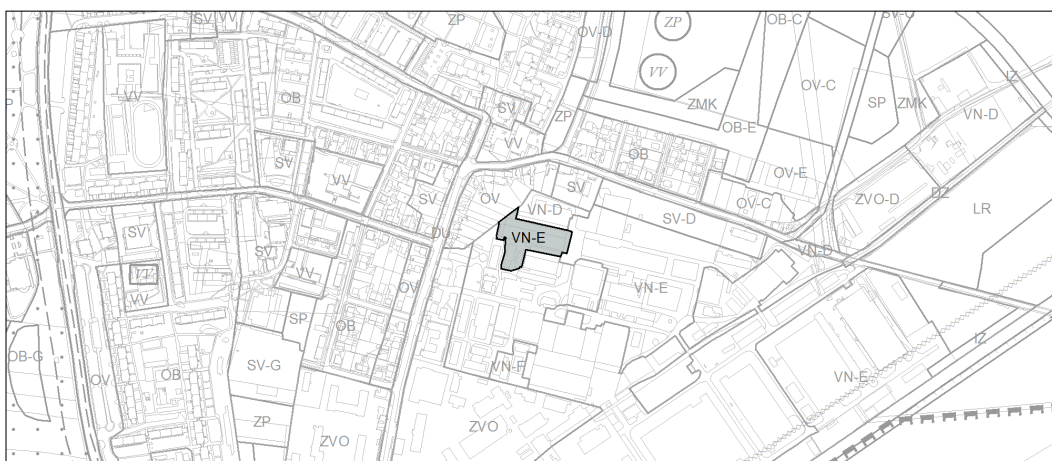 SV
VV
ZP
OV-D
ZP
OB-C
SV-C
OV-C
IZ
VV
VV
OB
SV
ZP
ZMK
SP
ZMK
VN-D
OB-E
VV
OB
SV
VV
SV
OV
SV
OV-E
VN-D
SV-D
OV-C
ZVO-D
DZ
LR
SV
SV
DU
VN-E
VN-D
VV
VV
VV
OV
VN-E
SP
OB
IZ
OB-G
OV
OB
SV-G
VN-F
VN-E
ZP
ZVO
ZVO